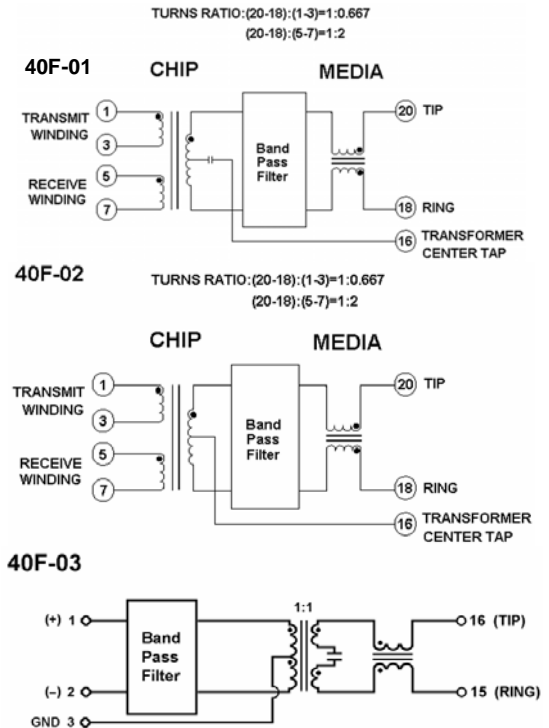 TURNS RATIO:(20-18):(1-3)=1:0.667
(20-18):(5-7)=1:2
40F-01
CHIP
MEDIA
TRANSMIT
WINDING
1
3
RECEIVE
WINDING
5
7
Band
Pass
Filter
20 TIP
18 RING
16 TRANSFORMER
CENTER TAP
40F-02
TURNS RATIO:(20-18):(1-3)=1:0.667
(20-18):(5-7)=1:2
CHIP
MEDIA
TRANSMIT
WINDING
1
3
RECEIVE
WINDING
5
7
Band
Pass
Filter
20 TIP
18 RING
16 TRANSFORMER
CENTER TAP
40F-03
(+) 1
(–) 2
GND 3
Band
Pass
Filter
1:1
16 (TIP)
15 (RING)